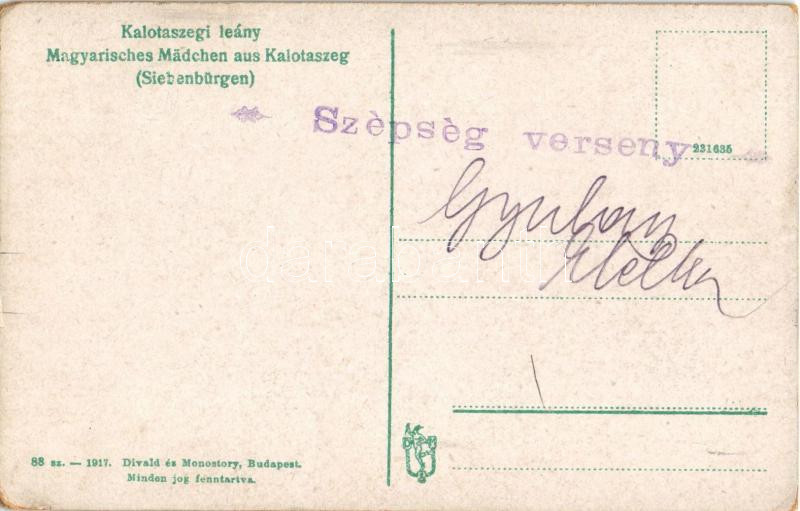 Kalotaszegi leány
Magyarisches Mädchen aus Kalotaszeg
(Siebenbürgen)
Szèpsèg verseny
231635
88 sz. — 1917. Divald és Monostory, Budapest.
Minden jog fenntartva.